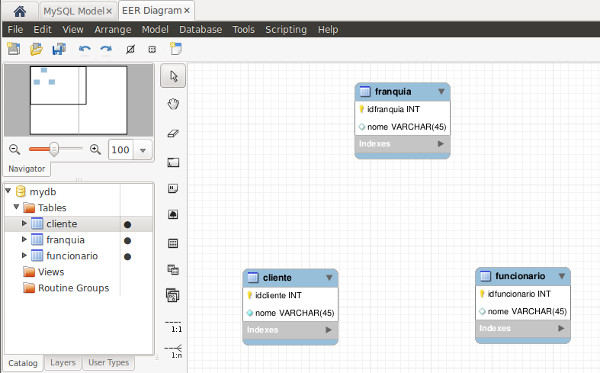 MySQL Model× EER Diagram×
File Edit View Arrange Model Database Tools Scripting Help
100
Navigator
mydb
Tables
cliente
franquia
funcionario
Views
Routine Groups
Catalog Layers User Types
1:1
1:n
franquia
idfranquia INT
nome VARCHAR(45)
Indexes
cliente
idcliente INT
nome VARCHAR(45)
Indexes
funcionario
idfuncionario INT
nome VARCHAR(45)
Indexes